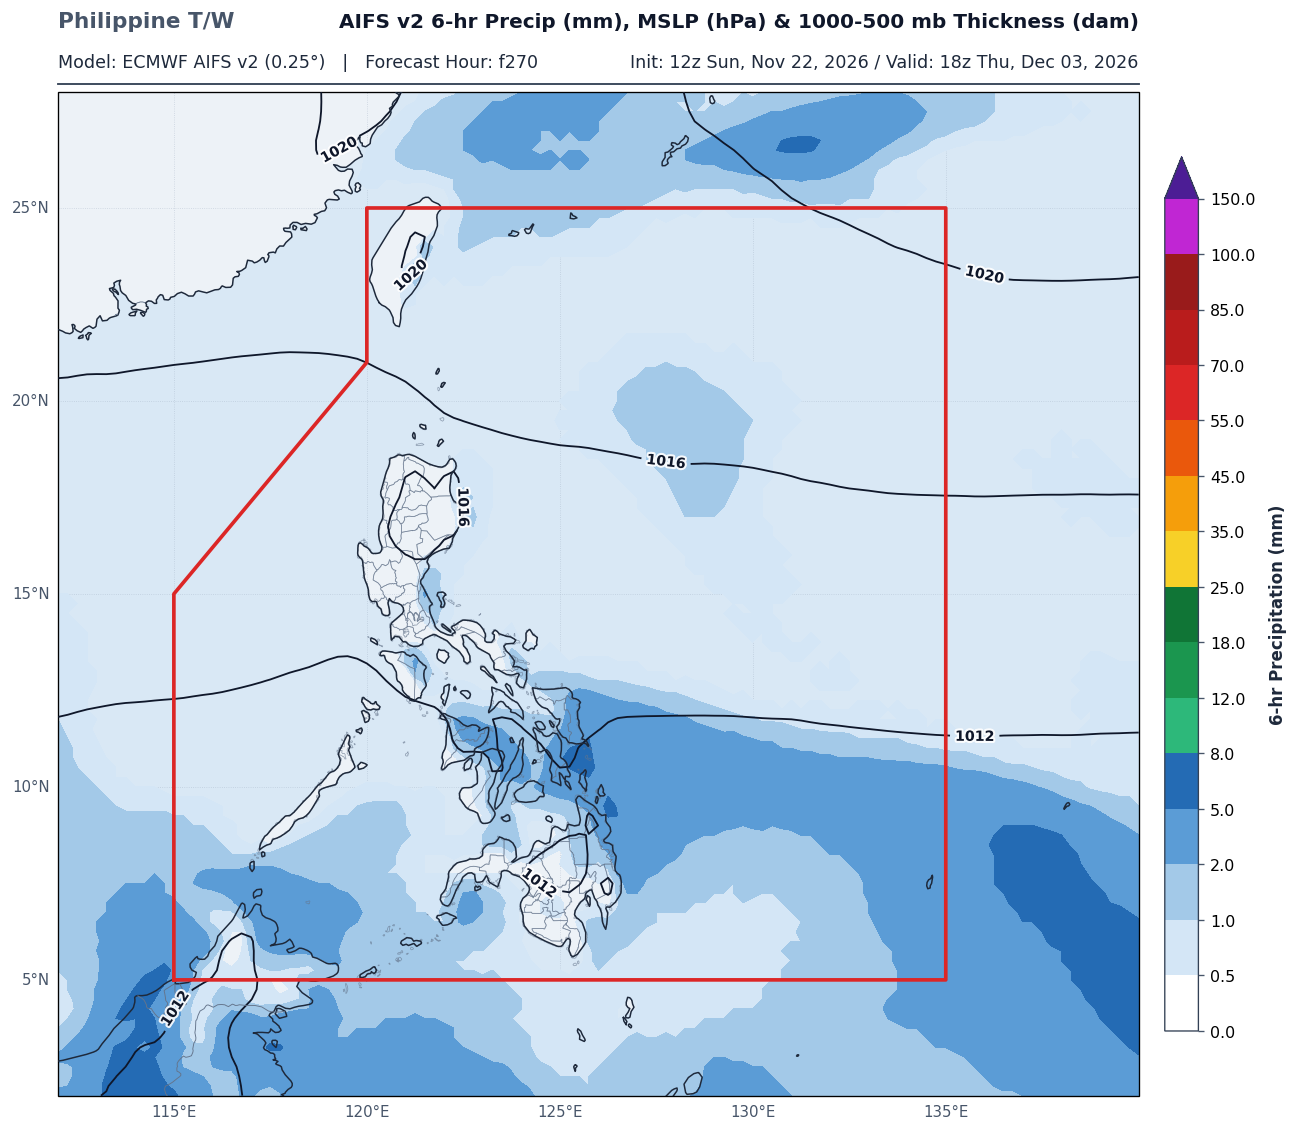 Philippine T/W
AIFS v2 6-hr Precip (mm), MSLP (hPa) & 1000-500 mb Thickness (dam)
Model: ECMWF AIFS v2 (0.25°)   |   Forecast Hour: f270
Init: 12z Sun, Nov 22, 2026 / Valid: 18z Thu, Dec 03, 2026
1020
25°N
1020
1020
20°N
1016
1016
15°N
1012
10°N
1012
5°N
1012
115°E
120°E
125°E
130°E
135°E
150.0
100.0
85.0
70.0
55.0
45.0
35.0
25.0
18.0
12.0
8.0
5.0
2.0
1.0
0.5
0.0
6-hr Precipitation (mm)